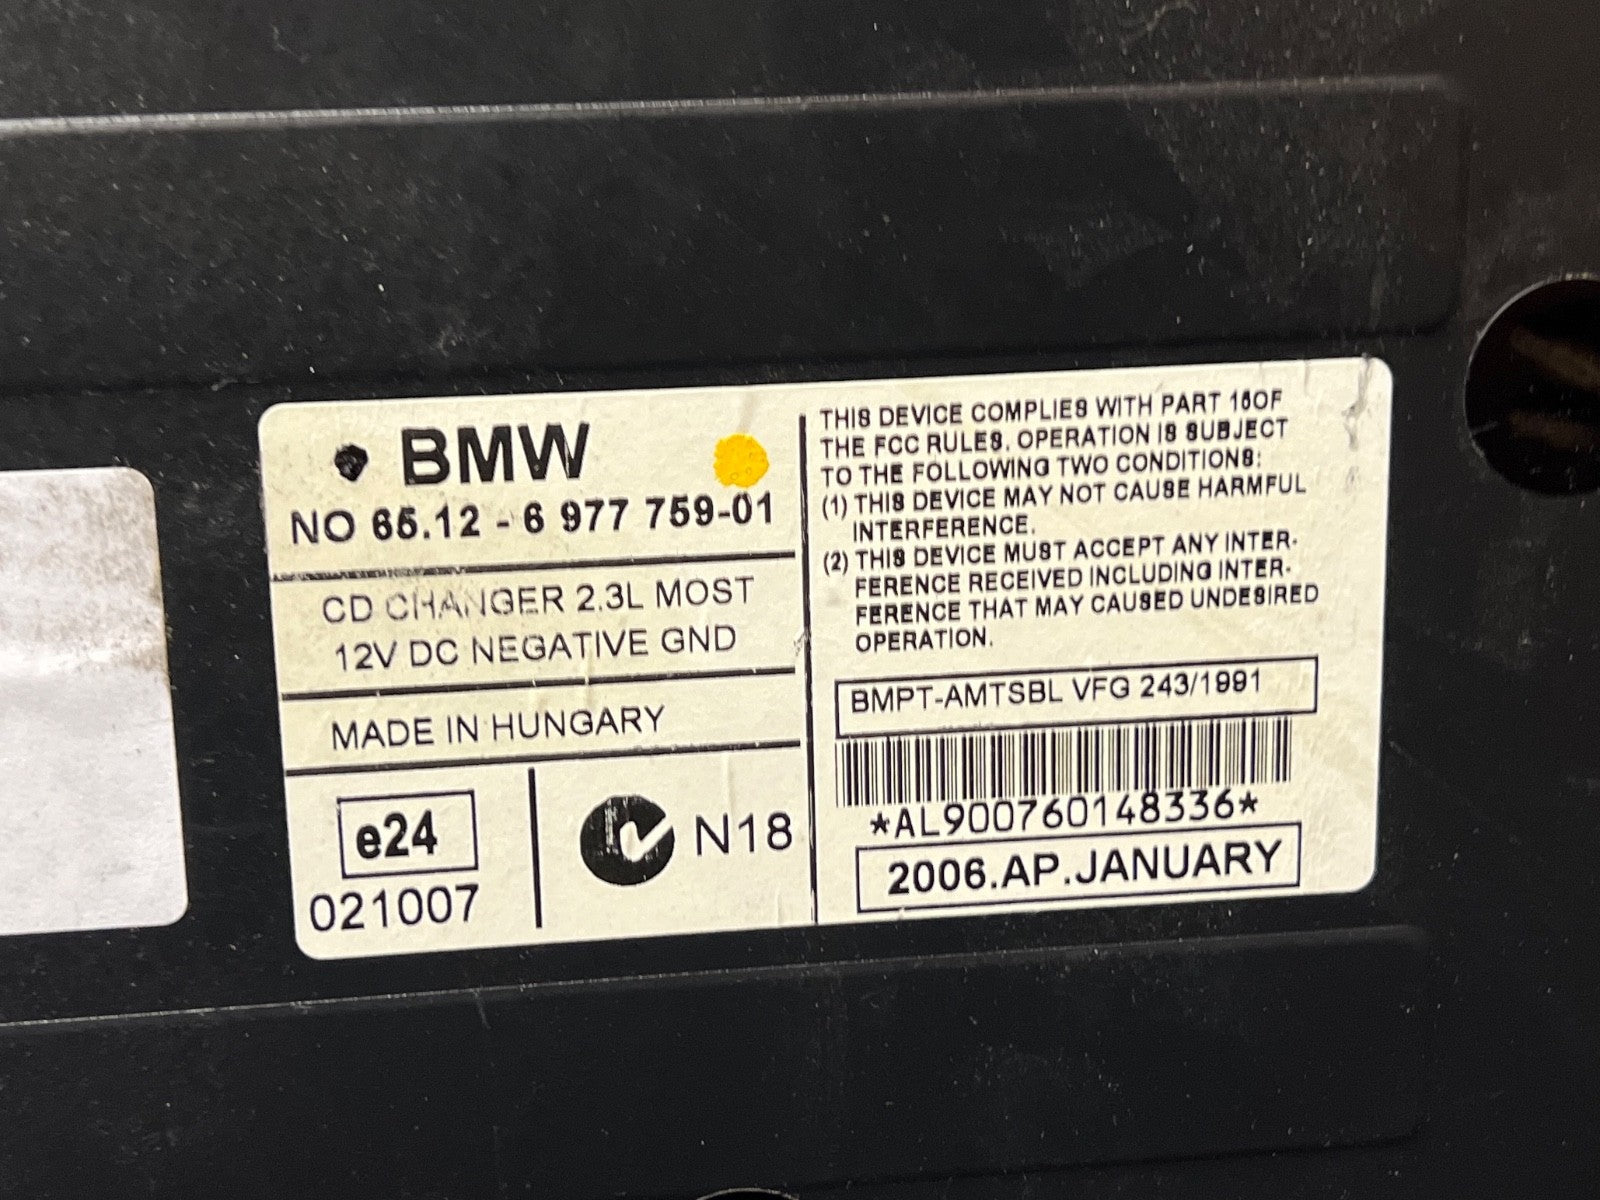 BMW
NO 65.12 - 6 977 759-01
CD CHANGER 2.3L MOST
12V DC NEGATIVE GND
MADE IN HUNGARY
e24
021007
N18
THIS DEVICE COMPLIES WITH PART 15OF
THE FCC RULES. OPERATION IS SUBJECT
TO THE FOLLOWING TWO CONDITIONS:
(1) THIS DEVICE MAY NOT CAUSE HARMFUL
INTERFERENCE.
(2) THIS DEVICE MUST ACCEPT ANY INTER-
FERENCE RECEIVED INCLUDING INTER-
FERENCE THAT MAY CAUSED UNDESIRED
OPERATION.
BMPT-AMTSBL VFG 243/1991
*AL900760148336*
2006.AP.JANUARY